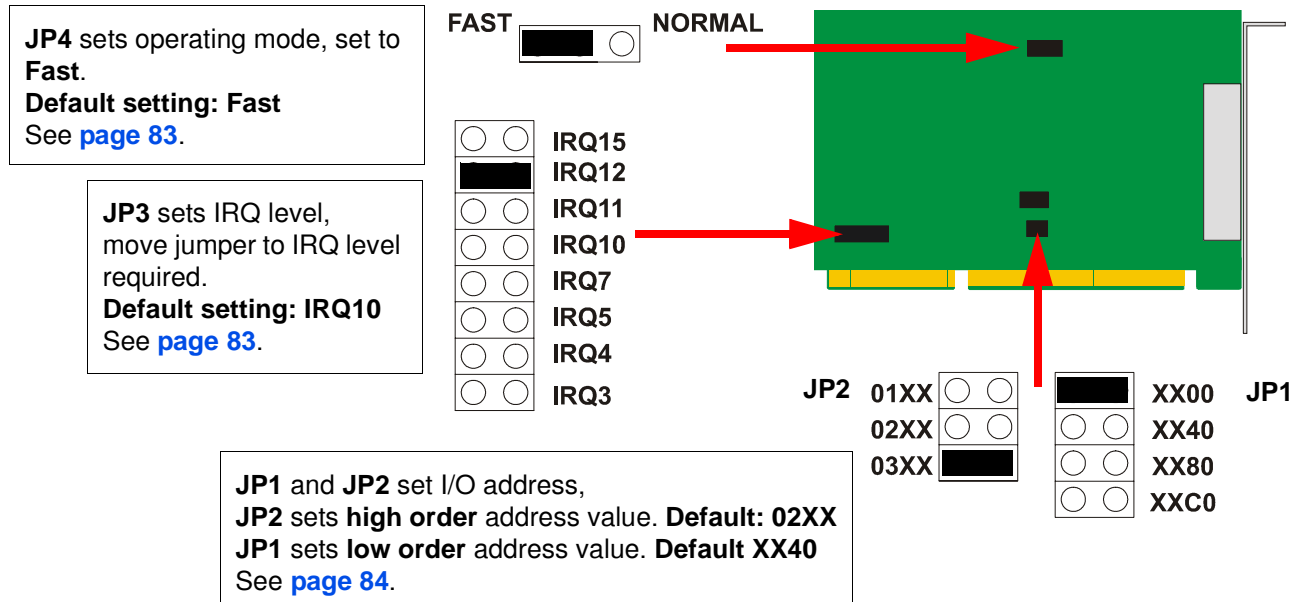 JP4 sets operating mode, set to
Fast.
Default setting: Fast
See page 83.
FAST
NORMAL
JP3 sets IRQ level,
move jumper to IRQ level
required.
Default setting: IRQ10
See page 83.
IRQ15
IRQ12
IRQ11
IRQ10
IRQ7
IRQ5
IRQ4
IRQ3
JP2
01XX
02XX
03XX
XX00
XX40
XX80
XXC0
JP1
JP1 and JP2 set I/O address,
JP2 sets high order address value. Default: 02XX
JP1 sets low order address value. Default XX40
See page 84.